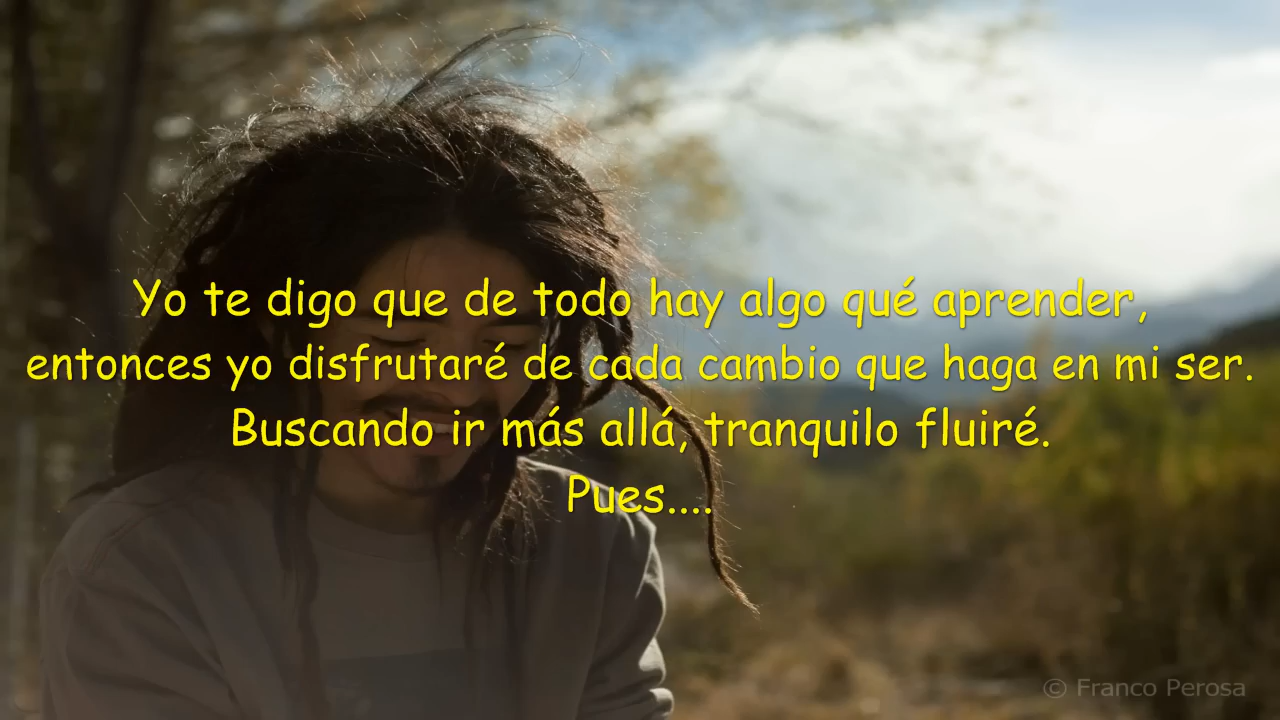 Yo te digo que de todo hay algo qué aprender,
entonces yo disfrutaré de cada cambio que haga en mi ser.
Buscando ir más allá, tranquilo fluiré.
Pues....
© Franco Perosa